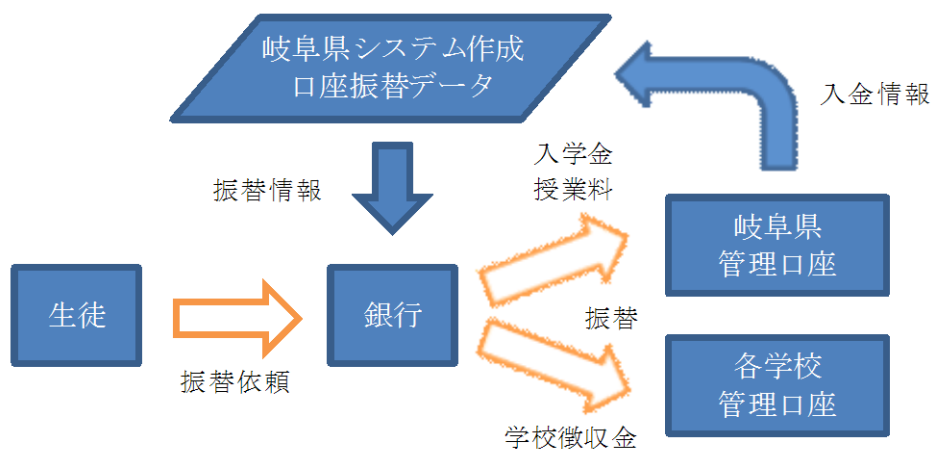 岐阜県システム作成
口座振替データ
入金情報
入学金
授業料
振替情報
岐阜県
管理口座
生徒
銀行
振替
振替依頼
各学校
管理口座
学校徴収金